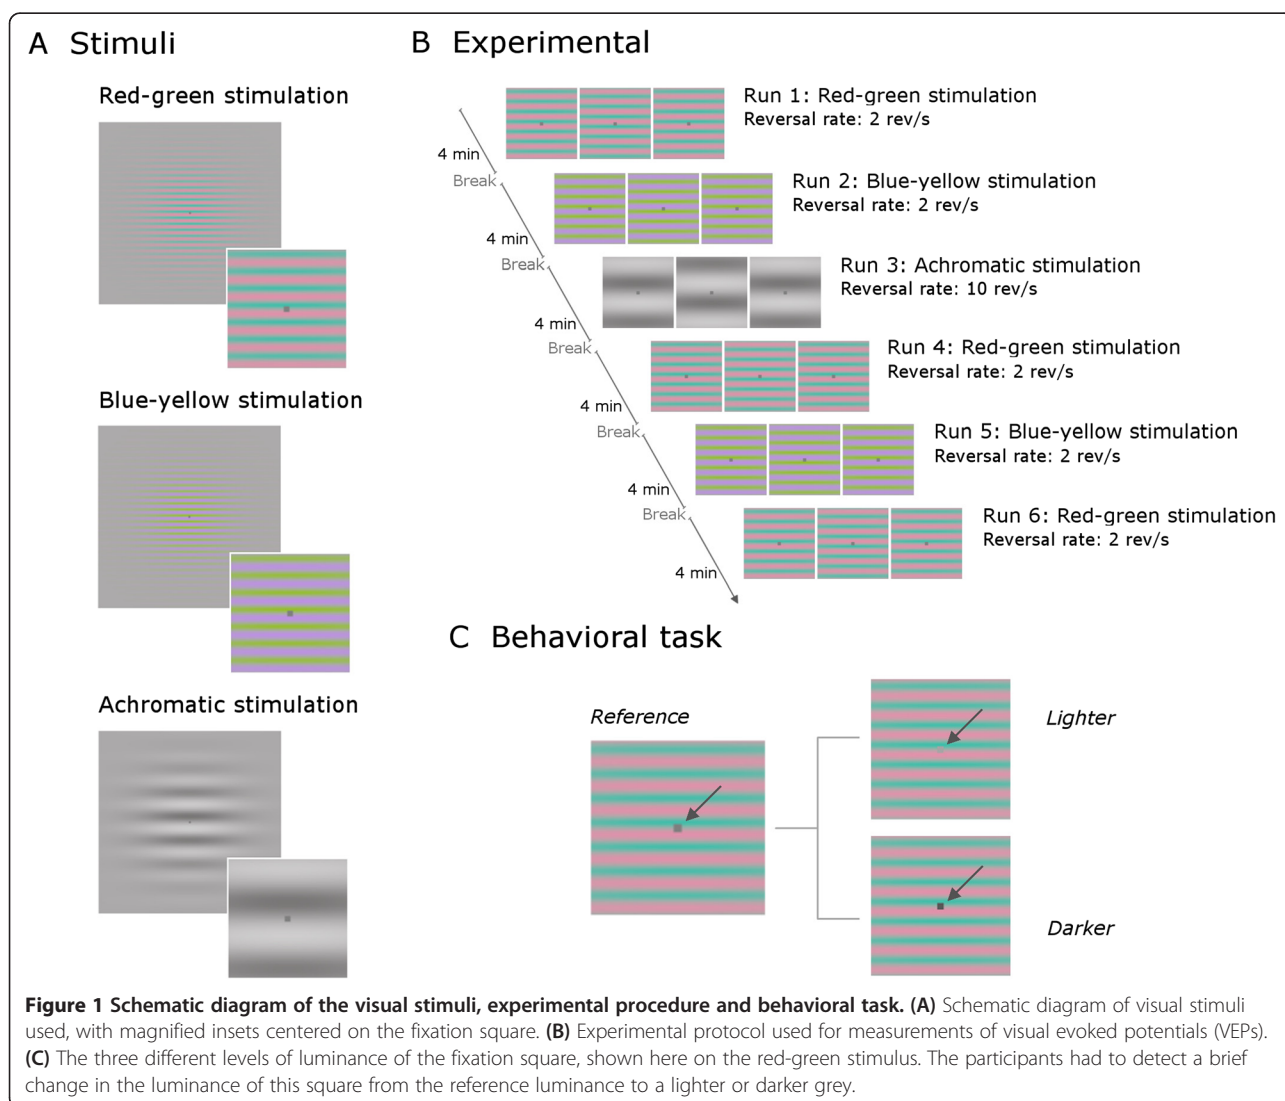 A Stimuli
Red-green stimulation
Blue-yellow stimulation
Achromatic stimulation
B Experimental
Run 1: Red-green stimulation
Reversal rate: 2 rev/s
4 min
Break
Run 2: Blue-yellow stimulation
Reversal rate: 2 rev/s
4 min
Break
Run 3: Achromatic stimulation
Reversal rate: 10 rev/s
4 min
Break
Run 4: Red-green stimulation
Reversal rate: 2 rev/s
4 min
Break
Run 5: Blue-yellow stimulation
Reversal rate: 2 rev/s
4 min
Break
Run 6: Red-green stimulation
Reversal rate: 2 rev/s
4 min
C Behavioral task
Reference
Lighter
Darker
Figure 1 Schematic diagram of the visual stimuli, experimental procedure and behavioral task. (A) Schematic diagram of visual stimuli
used, with magnified insets centered on the fixation square. (B) Experimental protocol used for measurements of visual evoked potentials (VEPs).
(C) The three different levels of luminance of the fixation square, shown here on the red-green stimulus. The participants had to detect a brief
change in the luminance of this square from the reference luminance to a lighter or darker grey.